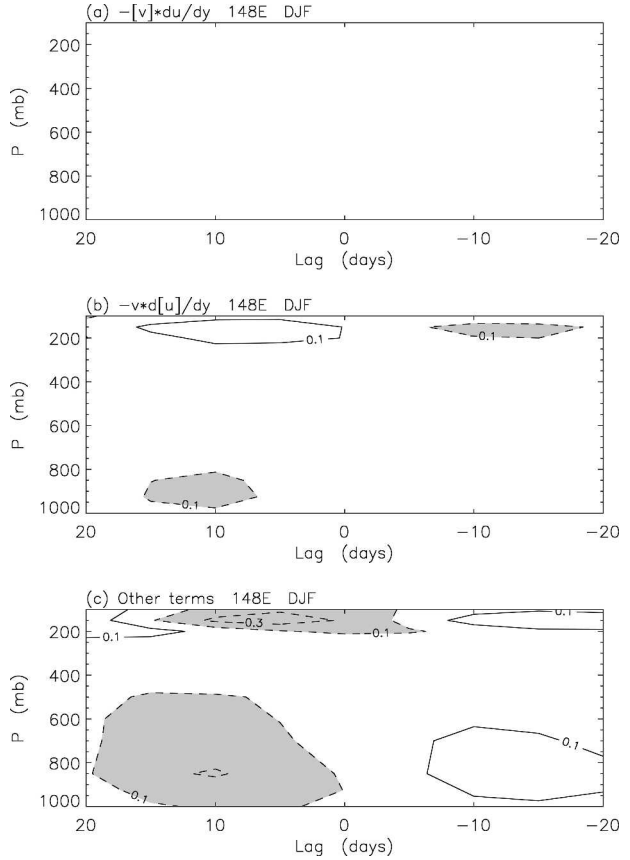 (a) -[v]*du/dy 148E DJF
200
400
600
800
1000
P (mb)
20 10 0 -10 -20
Lag (days)
(b) -v*d[u]/dy 148E DJF
200
400
600
800
1000
P (mb)
0.1
-0.1
-0.1
20 10 0 -10 -20
Lag (days)
(c) Other terms 148E DJF
200
400
600
800
1000
P (mb)
0.1
-0.3
-0.1
0.1
0.1
-0.1
20 10 0 -10 -20
Lag (days)